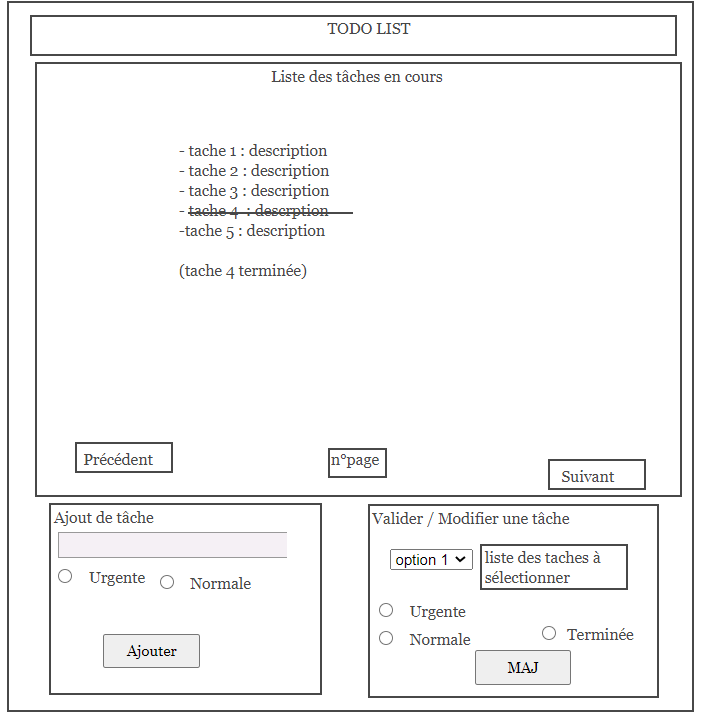 TODO LIST
Liste des tâches en cours
- tache 1 : description
- tache 2 : description
- tache 3 : description
- tache 4 : descrption
-tache 5 : description
(tache 4 terminée)
Précédent
n°page
Suivant
Ajout de tâche
Urgente
Normale
Ajouter
Valider / Modifier une tâche
option 1
liste des taches à
sélectionner
Urgente
Normale
Terminée
MAJ